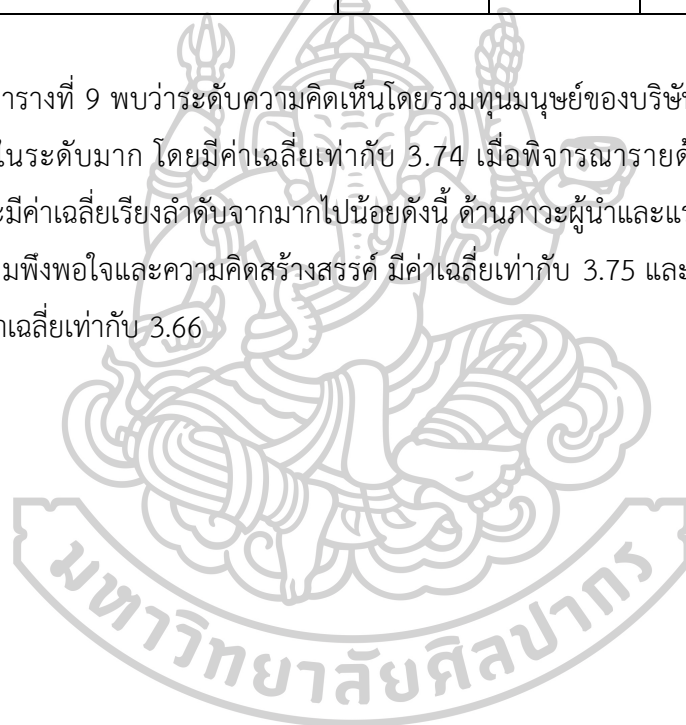 ารางที่ 9 พบว่าระดับความคิดเห็นโดยรวมทุนมนุษย์ของบริษั
ในระดับมาก โดยมีค่าเฉลี่ยเท่ากับ 3.74 เมื่อพิจารณารายด้
ะมีค่าเฉลี่ยเรียงลำดับจากมากไปน้อยดังนี้ ด้านภาวะผู้นำและแร
มพึงพอใจและความคิดสร้างสรรค์ มีค่าเฉลี่ยเท่ากับ 3.75 และ
าเฉลี่ยเท่ากับ 3.66
มหาวิทยาลัยศิลปากร